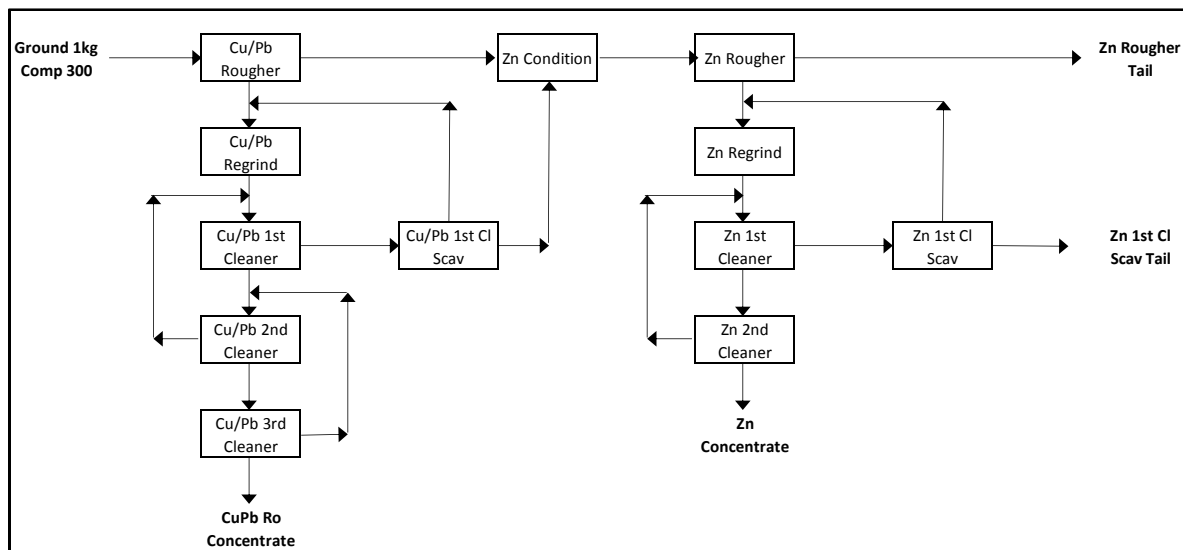 Ground 1kg
Comp 300
Cu/Pb
Rougher
Zn Condition
Zn Rougher
Zn Rougher
Tail
Cu/Pb
Regrind
Zn Regrind
Cu/Pb 1st
Cleaner
Cu/Pb 1st Cl
Scav
Zn 1st
Cleaner
Zn 1st Cl
Scav
Zn 1st Cl
Scav Tail
Cu/Pb 2nd
Cleaner
Zn 2nd
Cleaner
Cu/Pb 3rd
Cleaner
Zn
Concentrate
CuPb Ro
Concentrate